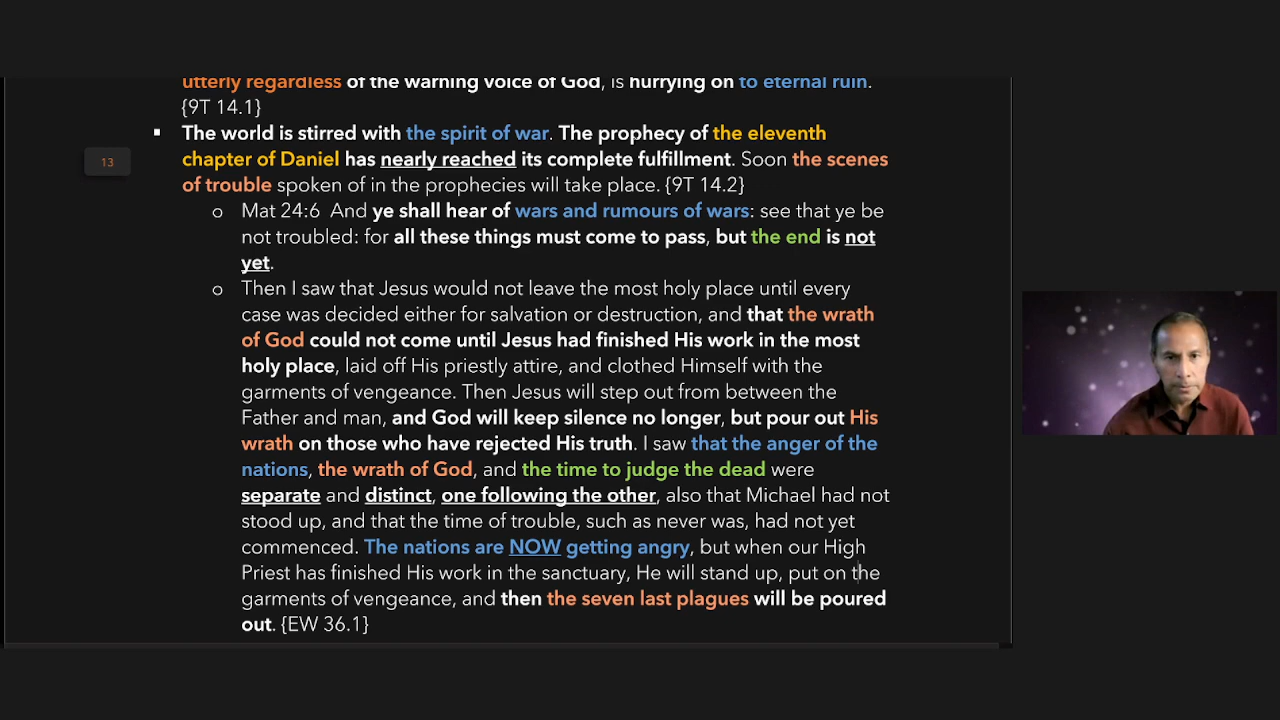 utterly regardless of the warning voice of God, is hurrying on to eternal ruin.
{9T 14.1}
▪ The world is stirred with the spirit of war. The prophecy of the eleventh
chapter of Daniel has nearly reached its complete fulfillment. Soon the scenes
13
of trouble spoken of in the prophecies will take place. {9T 14.2}
o Mat 24:6 And ye shall hear of wars and rumours of wars: see that ye be
not troubled: for all these things must come to pass, but the end is not
yet.
o Then I saw that Jesus would not leave the most holy place until every
case was decided either for salvation or destruction, and that the wrath
of God could not come until Jesus had finished His work in the most
holy place, laid off His priestly attire, and clothed Himself with the
garments of vengeance. Then Jesus will step out from between the
Father and man, and God will keep silence no longer, but pour out His
wrath on those who have rejected His truth. I saw that the anger of the
nations, the wrath of God, and the time to judge the dead were
separate and distinct, one following the other, also that Michael had not
stood up, and that the time of trouble, such as never was, had not yet
commenced. The nations are NOW getting angry, but when our High
Priest has finished His work in the sanctuary, He will stand up, put on the
garments of vengeance, and then the seven last plagues will be poured
out. {EW 36.1}